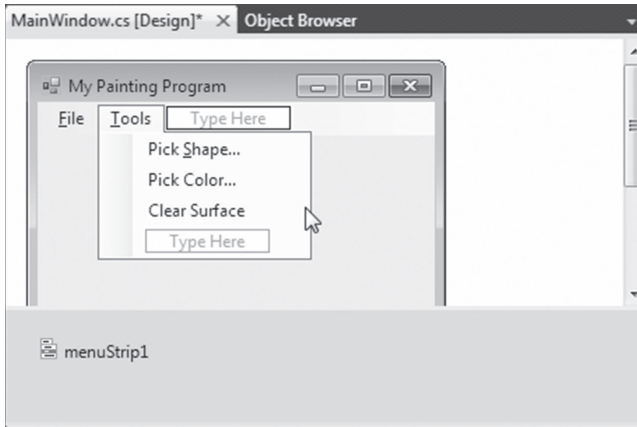 MainWindow.cs [Design]* Object Browser
My Painting Program
File Tools Type Here
Pick Shape...
Pick Color...
Clear Surface
Type Here
menuStrip1